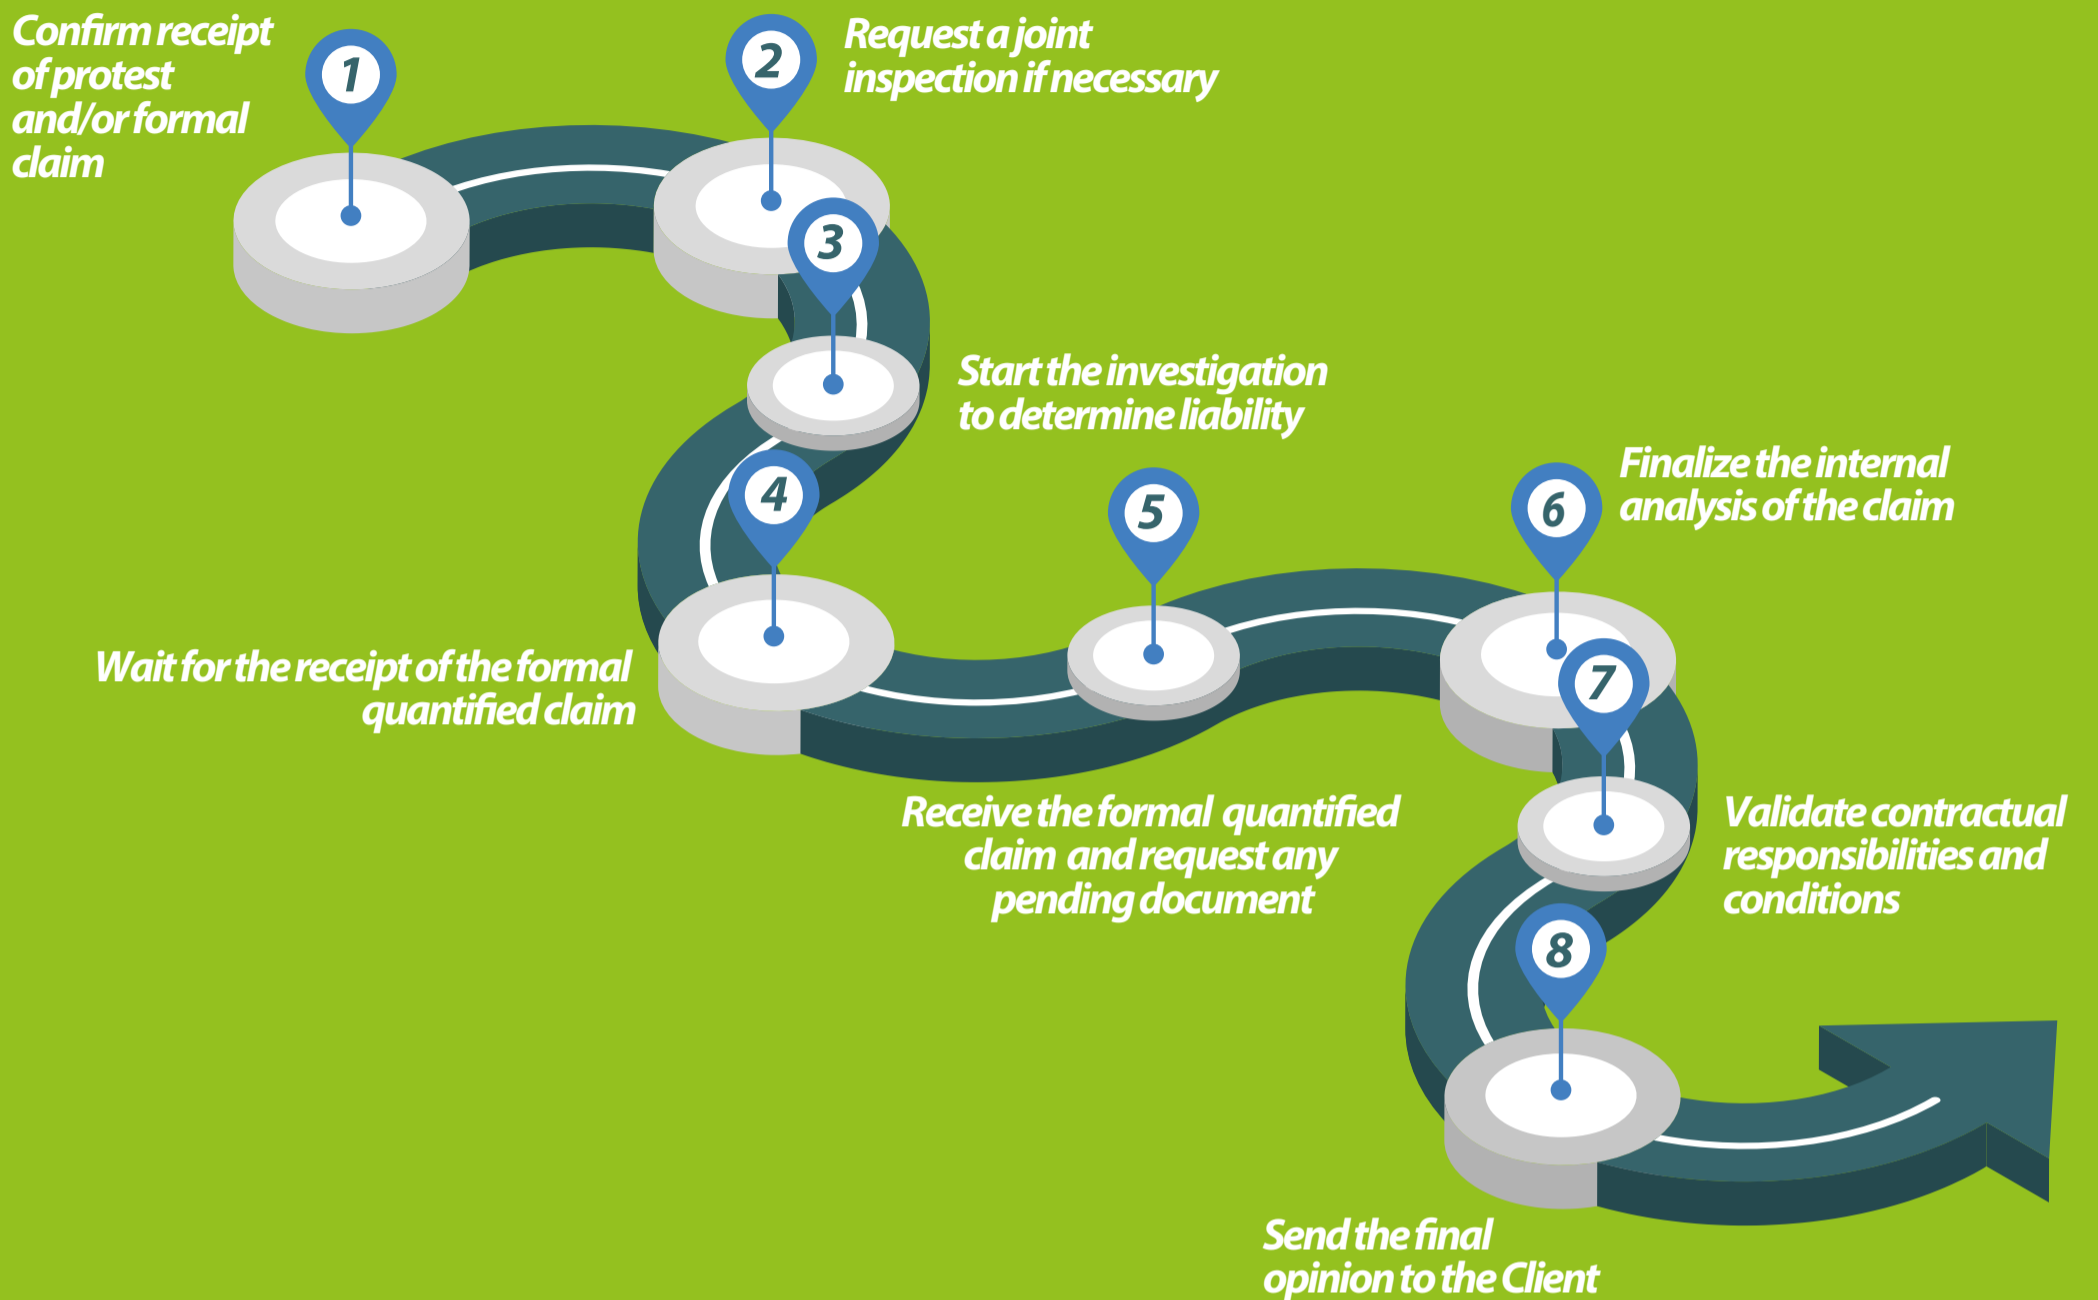 1
Confirm receipt
of protest
and/or formal
claim
2
Request a joint
inspection if necessary
3
Start the investigation
to determine liability
4
Wait for the receipt of the formal
quantified claim
5
Receive the formal quantified
claim and request any
pending document
6
Finalize the internal
analysis of the claim
7
Validate contractual
responsibilities and
conditions
8
Send the final
opinion to the Client